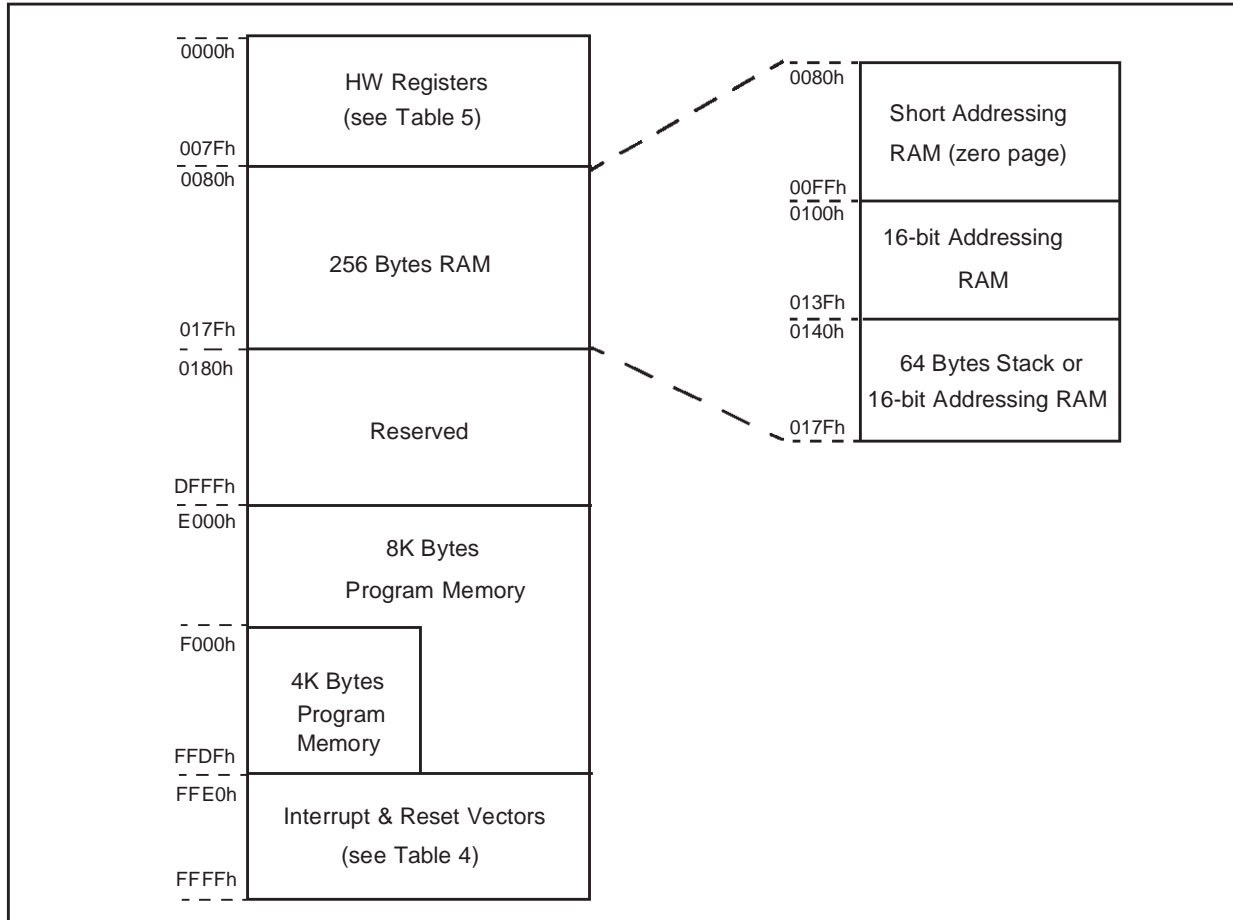 0000h
HW Registers
(see Table 5)
007Fh
0080h
256 Bytes RAM
017Fh
0180h
Reserved
DFFFh
E000h
8K Bytes
Program Memory
F000h
4K Bytes
Program
Memory
FFDFh
FFE0h
Interrupt & Reset Vectors
(see Table 4)
FFFFh
0080h
Short Addressing
RAM (zero page)
00FFh
0100h
16-bit Addressing
RAM
013Fh
0140h
64 Bytes Stack or
16-bit Addressing RAM
017Fh